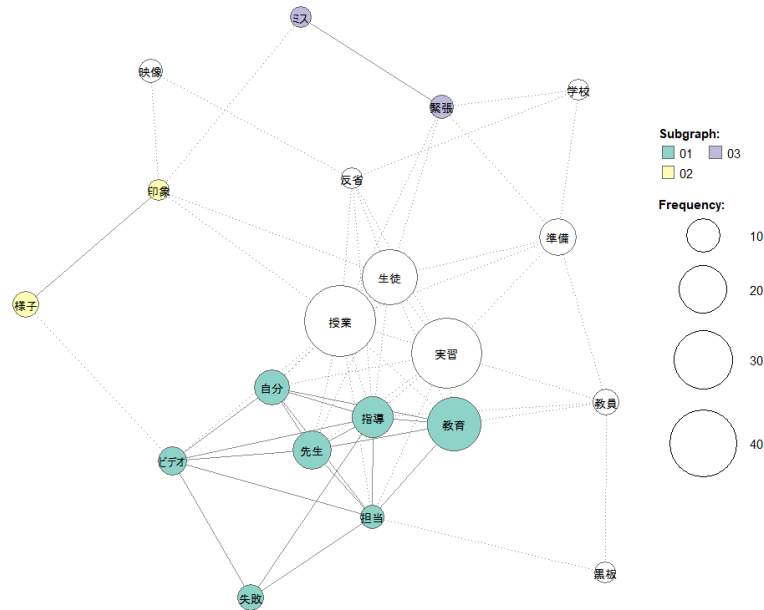 ミス
映像
緊張
学校
Subgraph:
01 03
02
反省
印象
Frequency:
10
準備
生徒
20
様子
授業
実習
30
自分
教員
指導
教育
40
先生
ビデオ
担当
黒板
失敗